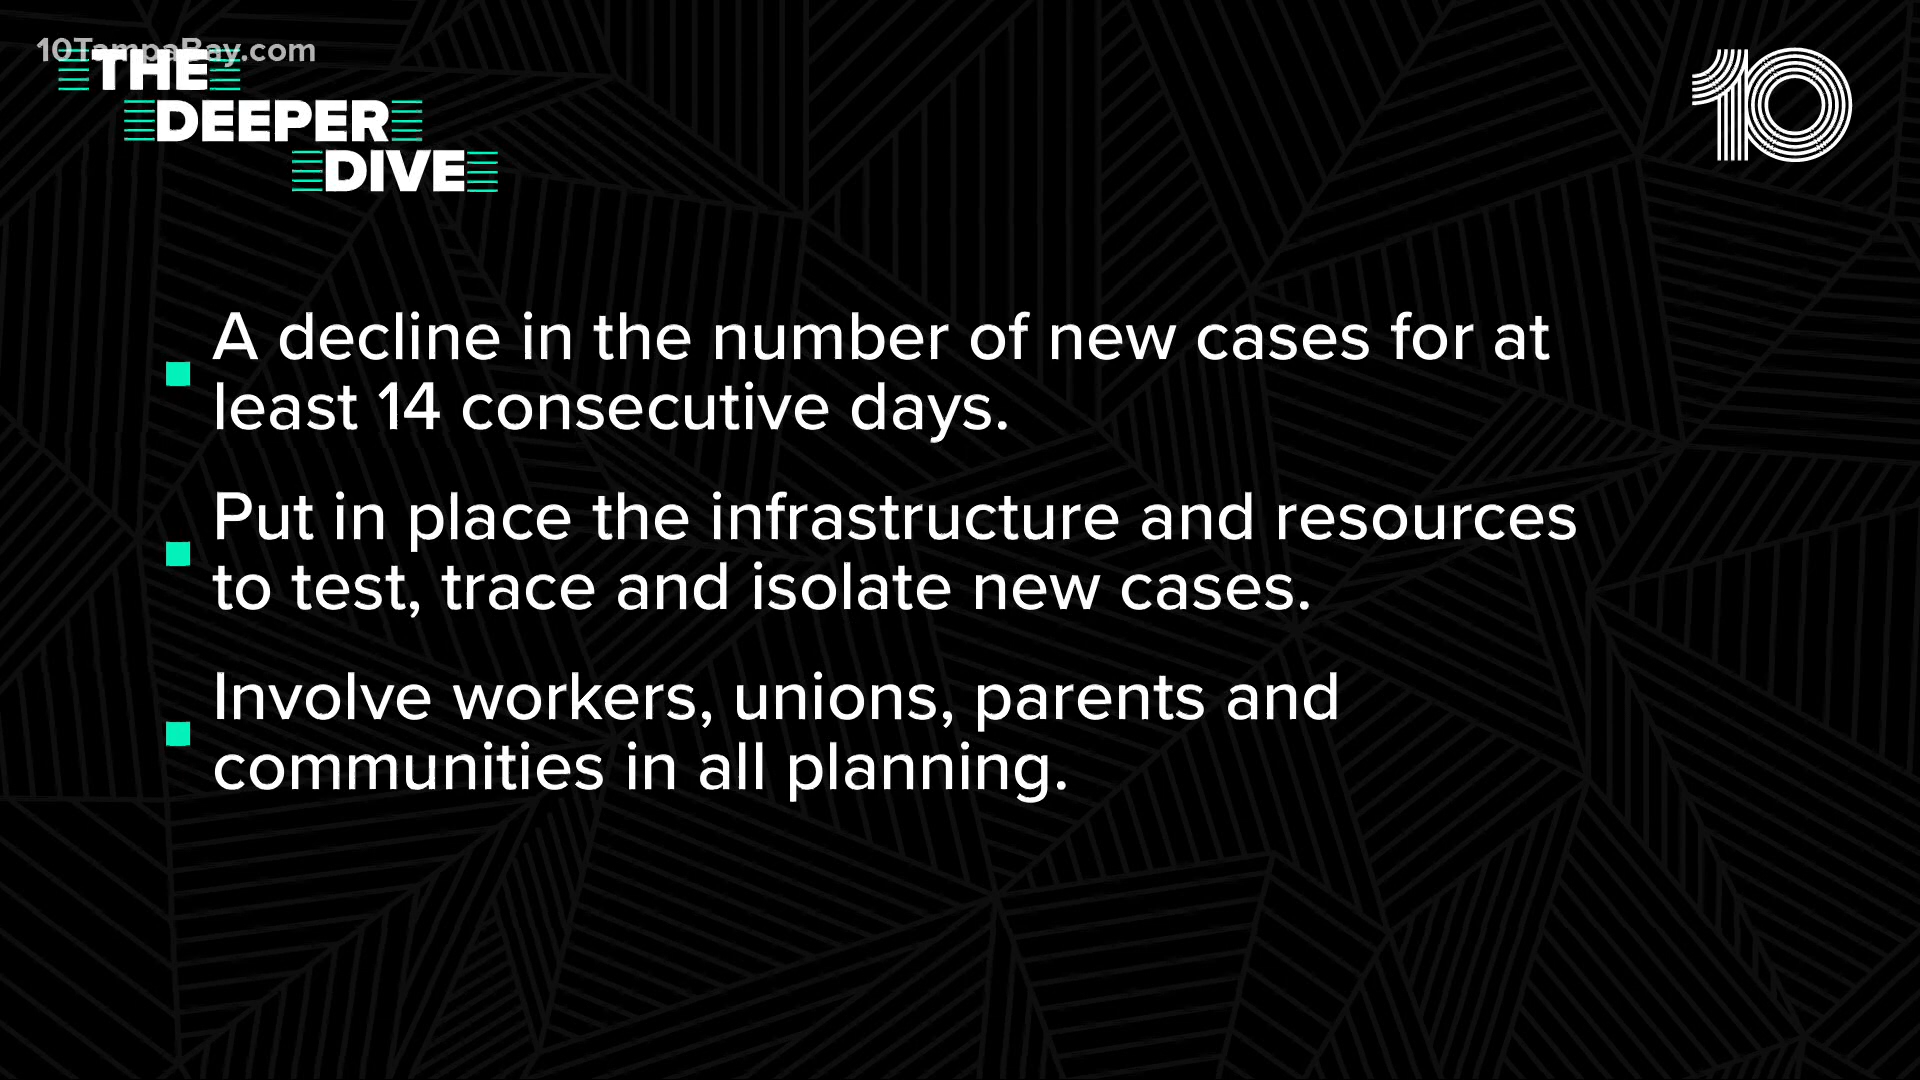 10TampaBay.com
THE
DEEPER
DIVE
10
A decline in the number of new cases for at
least 14 consecutive days.
Put in place the infrastructure and resources
to test, trace and isolate new cases.
Involve workers, unions, parents and
communities in all planning.